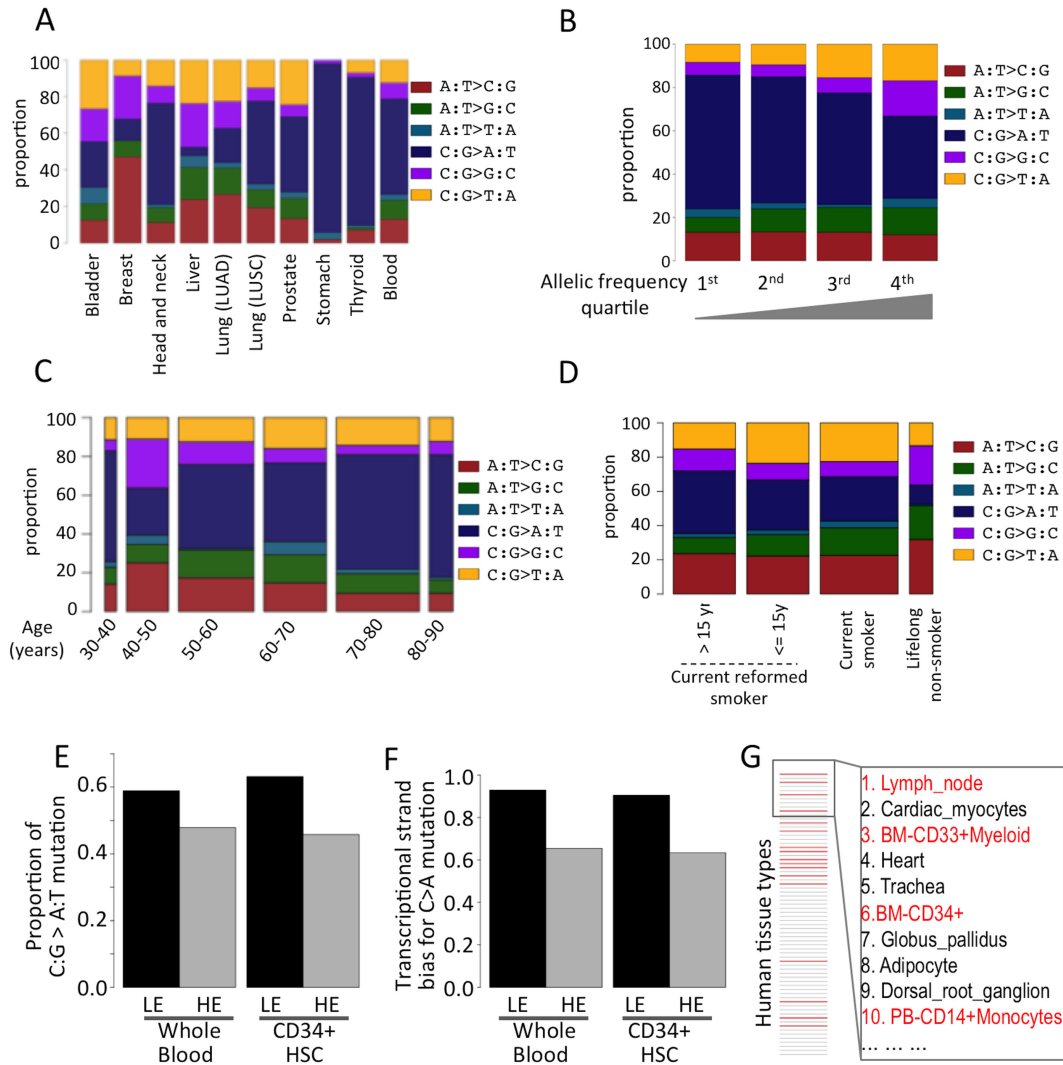 A
100
80
60
40
20
0
proportion
Bladder
Breast
Head and neck
Liver
Lung (LUAD)
Lung (LUSC)
Prostate
Stomach
Thyroid
Blood
A:T>C:G
A:T>G:C
A:T>T:A
C:G>A:T
C:G>G:C
C:G>T:A
B
100
80
60
40
20
0
proportion
1st
2nd
3rd
4th
Allelic frequency
quartile
A:T>C:G
A:T>G:C
A:T>T:A
C:G>A:T
C:G>G:C
C:G>T:A
C
100
80
60
40
20
0
proportion
Age
(years)
30-40
40-50
50-60
60-70
70-80
80-90
A:T>C:G
A:T>G:C
A:T>T:A
C:G>A:T
C:G>G:C
C:G>T:A
D
100
80
60
40
20
0
proportion
> 15 yr
<= 15y
Current reformed
smoker
Current
smoker
Lifelong
non-smoker
A:T>C:G
A:T>G:C
A:T>T:A
C:G>A:T
C:G>G:C
C:G>T:A
E
Proportion of
C:G > A:T mutation
0.6
0.4
0.2
0.0
LE HE
Whole
Blood
LE HE
CD34+
HSC
F
Transcriptional strand
bias for C>A mutation
1.0
0.8
0.6
0.4
0.2
0.0
LE HE
Whole
Blood
LE HE
CD34+
HSC
G
Human tissue types
1. Lymph_node
2. Cardiac_myocytes
3. BM-CD33+Myeloid
4. Heart
5. Trachea
6.BM-CD34+
7. Globus_pallidus
8. Adipocyte
9. Dorsal_root_ganglion
10. PB-CD14+Monocytes
... ... ...